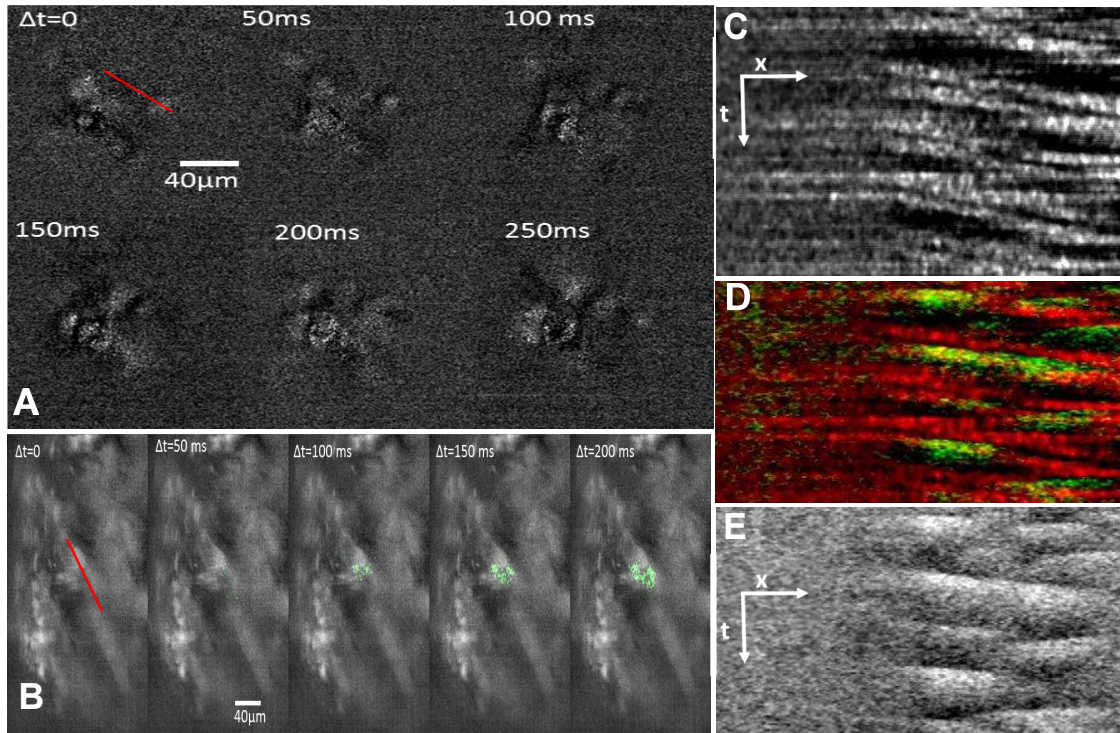 Δt=0 50ms 100 ms
40μm
150ms 200ms 250ms
A
Δt=0 Δt=50 ms Δt=100 ms Δt=150 ms Δt=200 ms
B
40μm
C
x
t
D
E
x
t